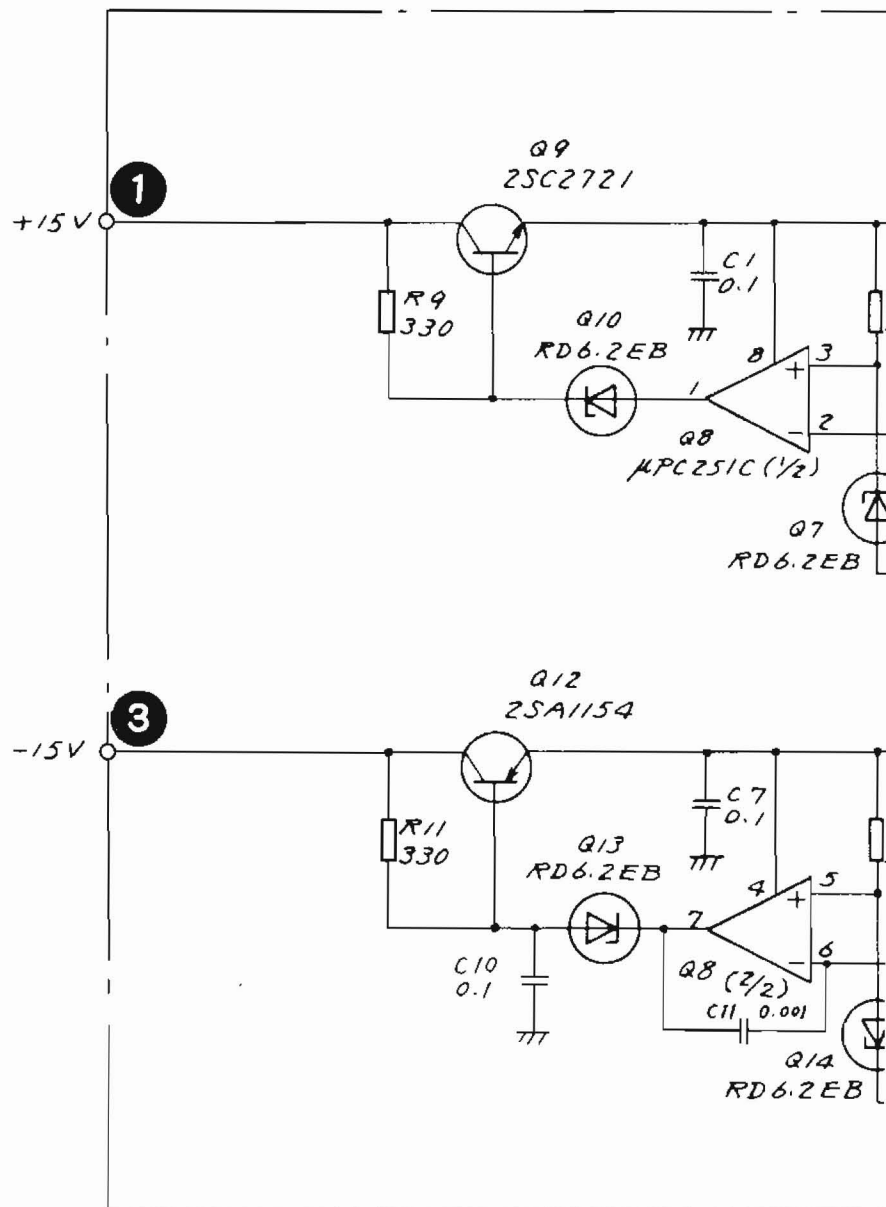 Q9
2SC2721
1
+15V
R9
330
C1
0.1
Q10
RD6.2EB
8
3
1
+
-
2
Q8
μPC251C (1/2)
Q7
RD6.2EB
Q12
2SA1154
3
-15V
R11
330
C7
0.1
Q13
RD6.2EB
4
5
7
+
-
6
C10
0.1
Q8 (2/2)
C11 0.001
Q14
RD6.2EB